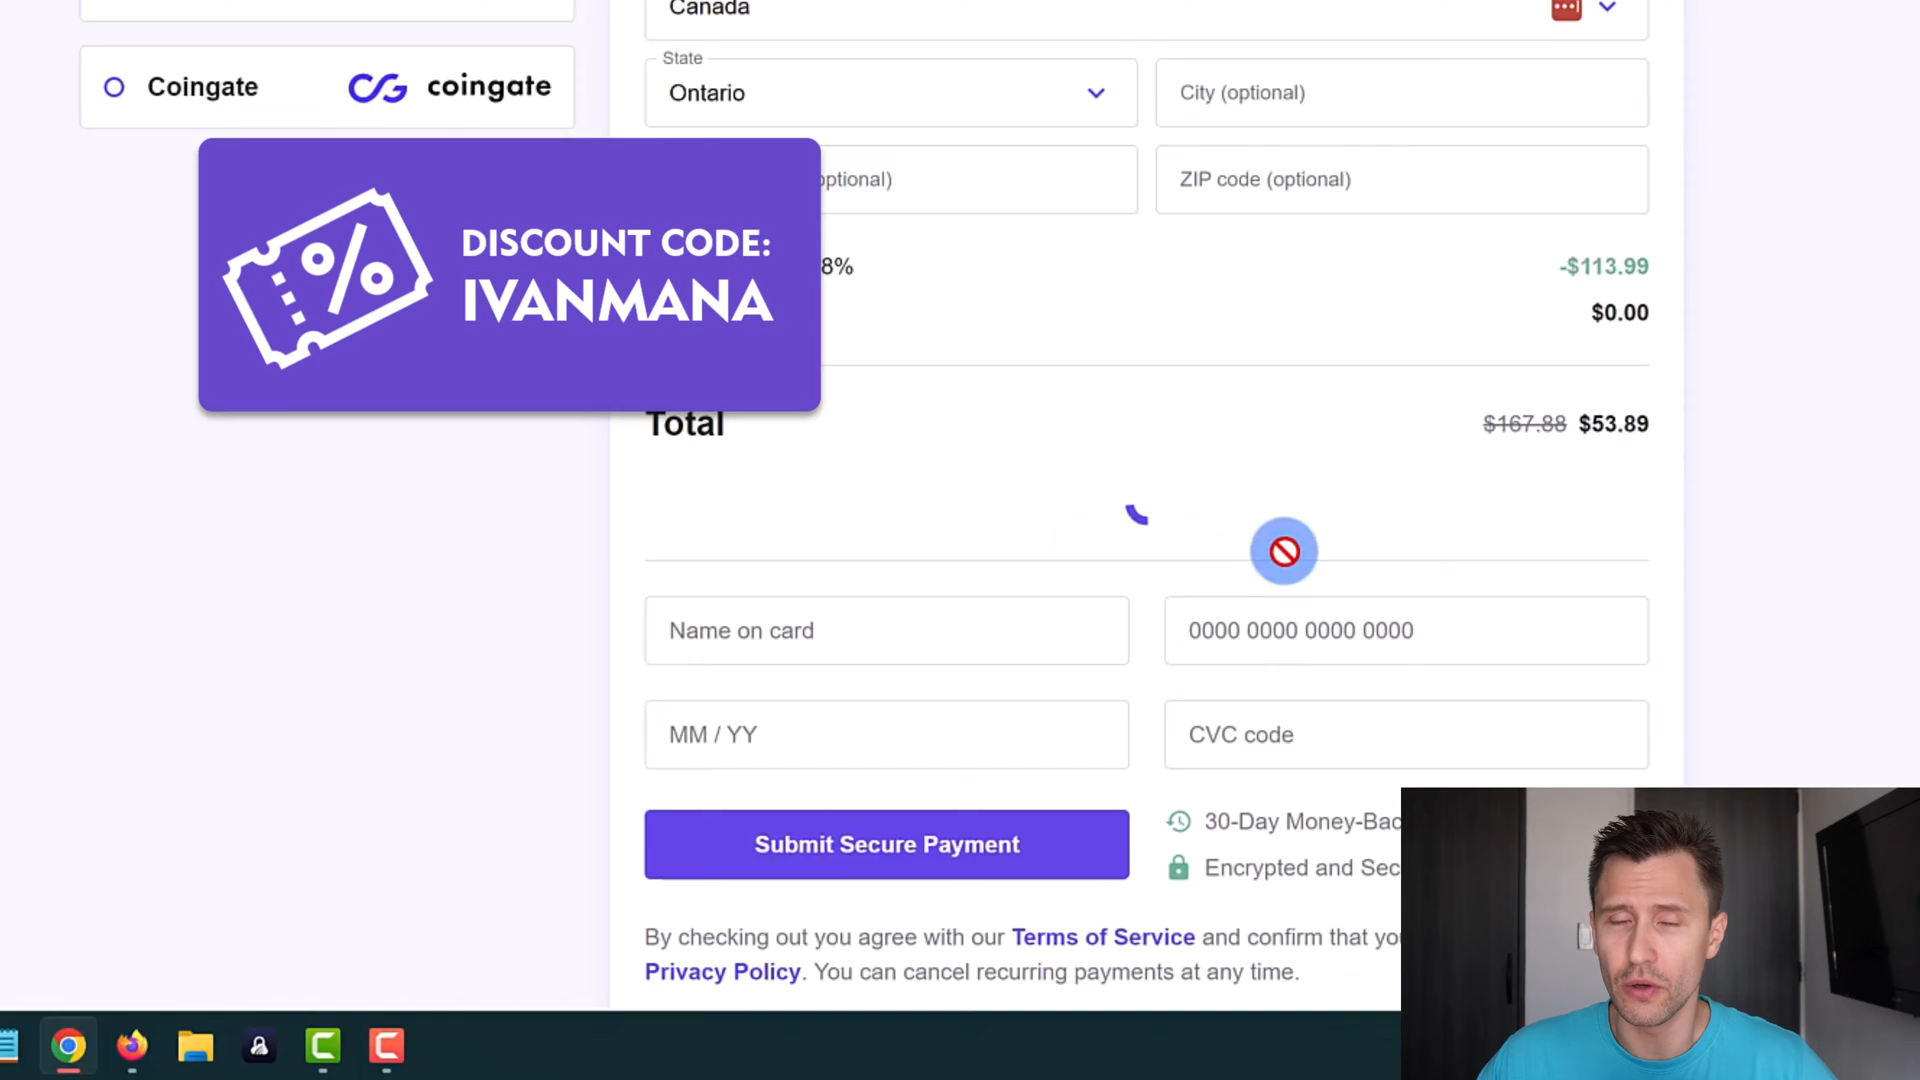 Canada
Coingate
coingate
State
Ontario
City (optional)
optional)
ZIP code (optional)
DISCOUNT CODE:
IVANMANA
8%
-$113.99
$0.00
Total
$167.88 $53.89
Name on card
0000 0000 0000 0000
MM / YY
CVC code
Submit Secure Payment
30-Day Money-Bac
Encrypted and Sec
By checking out you agree with our Terms of Service and confirm that you
Privacy Policy. You can cancel recurring payments at any time.